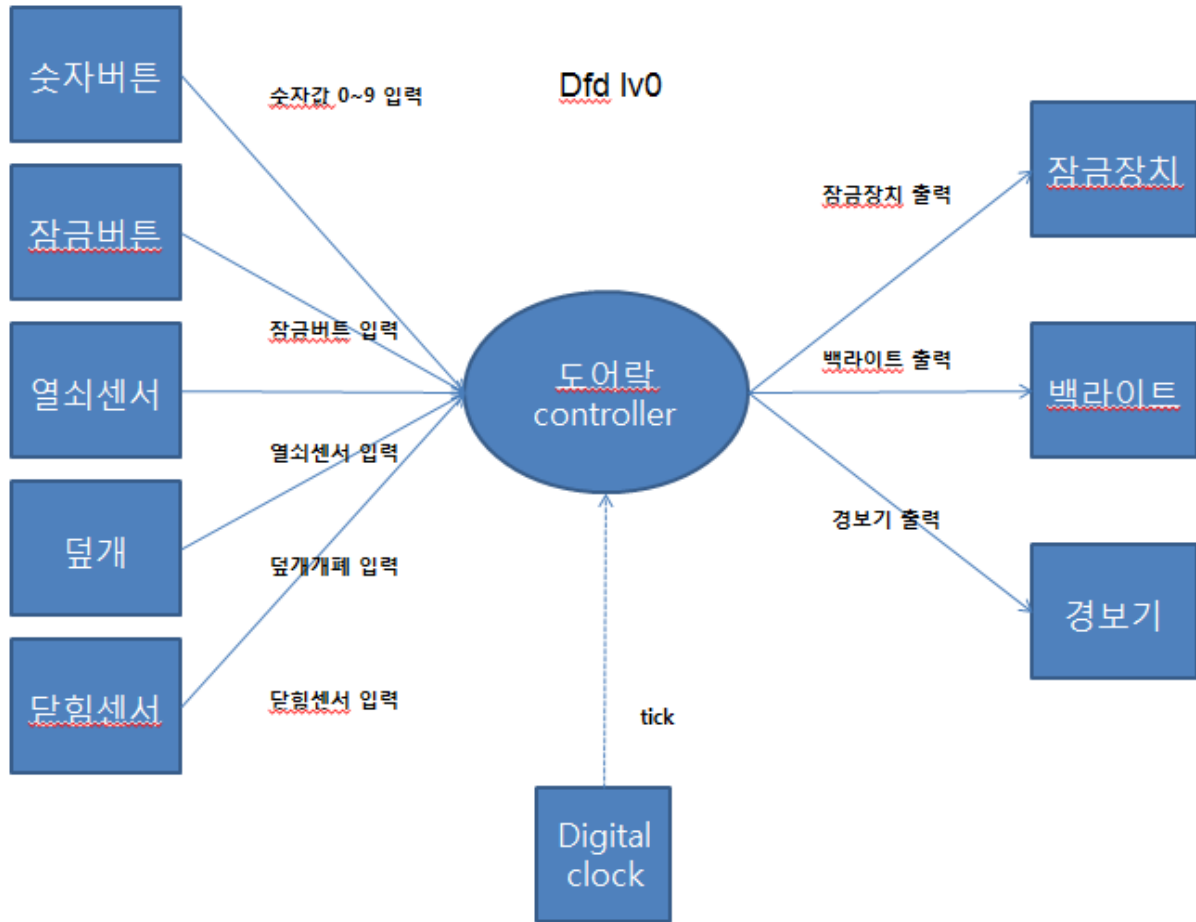 숫자버튼
숫자값 0~9 입력
Dfd lv0
잠금장치
잠금장치 출력
잠금버튼
잠금버튼 입력
도어락
controller
백라이트 출력
백라이트
열쇠센서
열쇠센서 입력
경보기 출력
덮개
덮개개폐 입력
경보기
닫힘센서
닫힘센서 입력
tick
Digital
clock